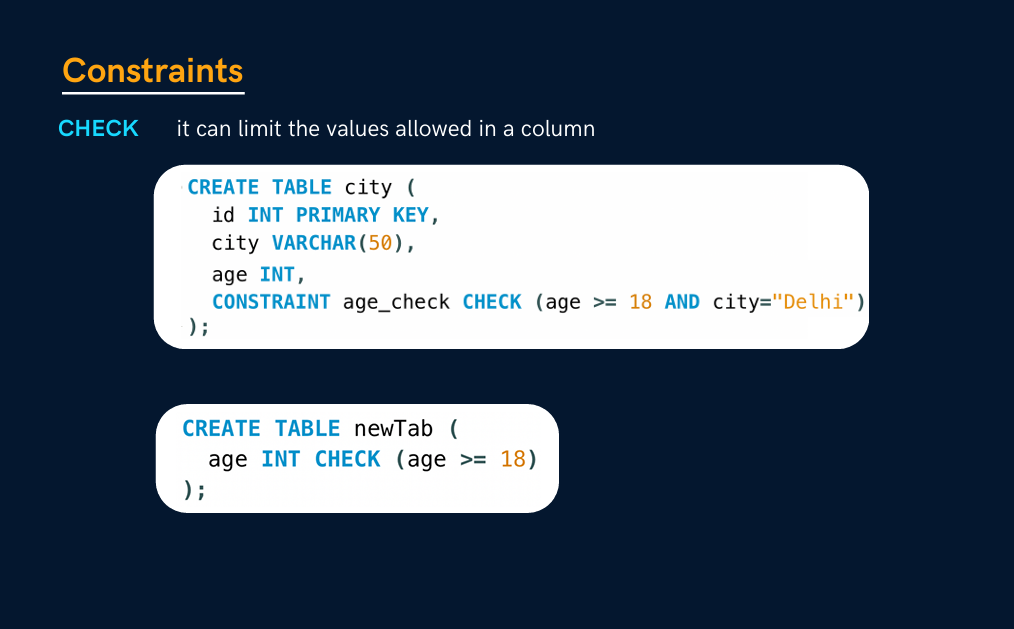 Constraints
CHECK it can limit the values allowed in a column
CREATE TABLE city (
id INT PRIMARY KEY,
city VARCHAR(50),
age INT,
CONSTRAINT age_check CHECK (age >= 18 AND city="Delhi")
);
CREATE TABLE newTab (
age INT CHECK (age >= 18)
);